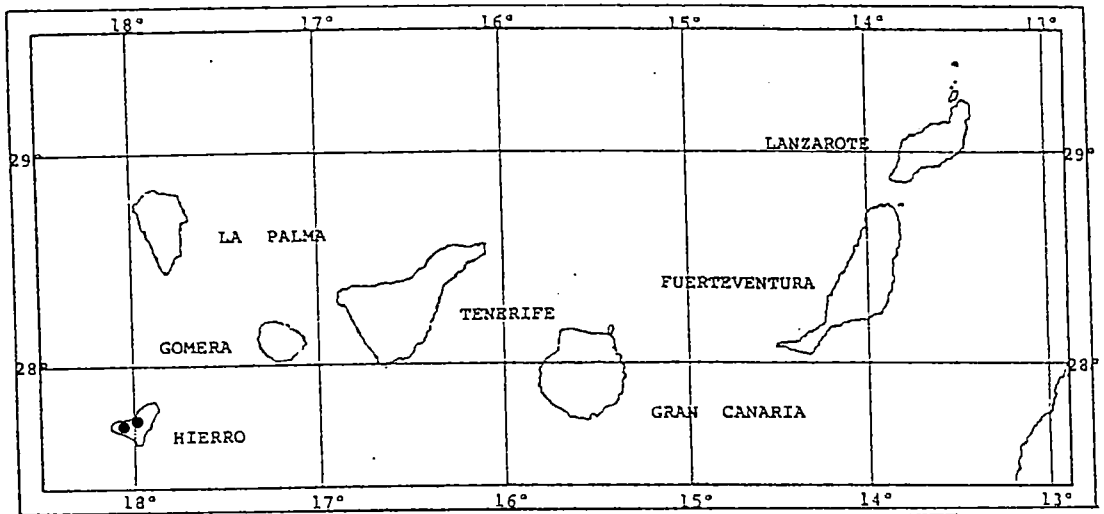 18° 17° 16° 15° 14° 13°
LANZAROTE
29° 29°
LA PALMA
FUERTEVENTURA
TENERIFE
GOMERA
28° 28°
GRAN CANARIA
HIERRO
18° 17° 16° 15° 14° 13°